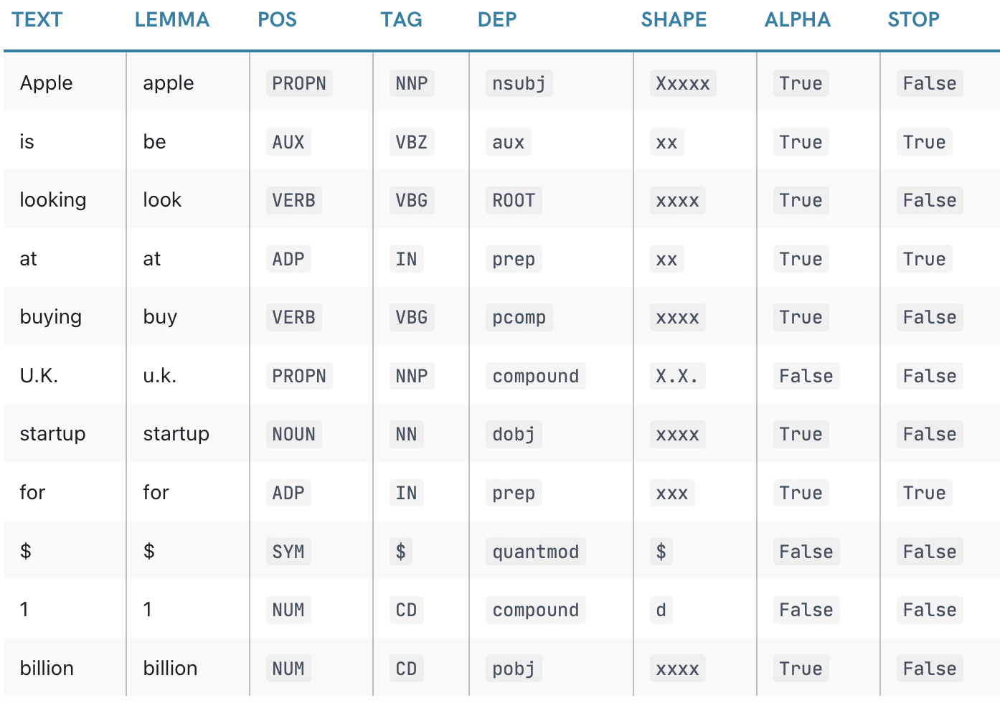 TEXT LEMMA POS TAG DEP SHAPE ALPHA STOP
Apple apple PROPN NNP nsubj Xxxxx True False
is be AUX VBZ aux xx True True
looking look VERB VBG ROOT xxxx True False
at at ADP IN prep xx True True
buying buy VERB VBG pcomp xxxx True False
U.K. u.k. PROPN NNP compound X.X. False False
startup startup NOUN NN dobj xxxx True False
for for ADP IN prep xxx True True
$ $ SYM $ quantmod $ False False
1 1 NUM CD compound d False False
billion billion NUM CD pobj xxxx True False